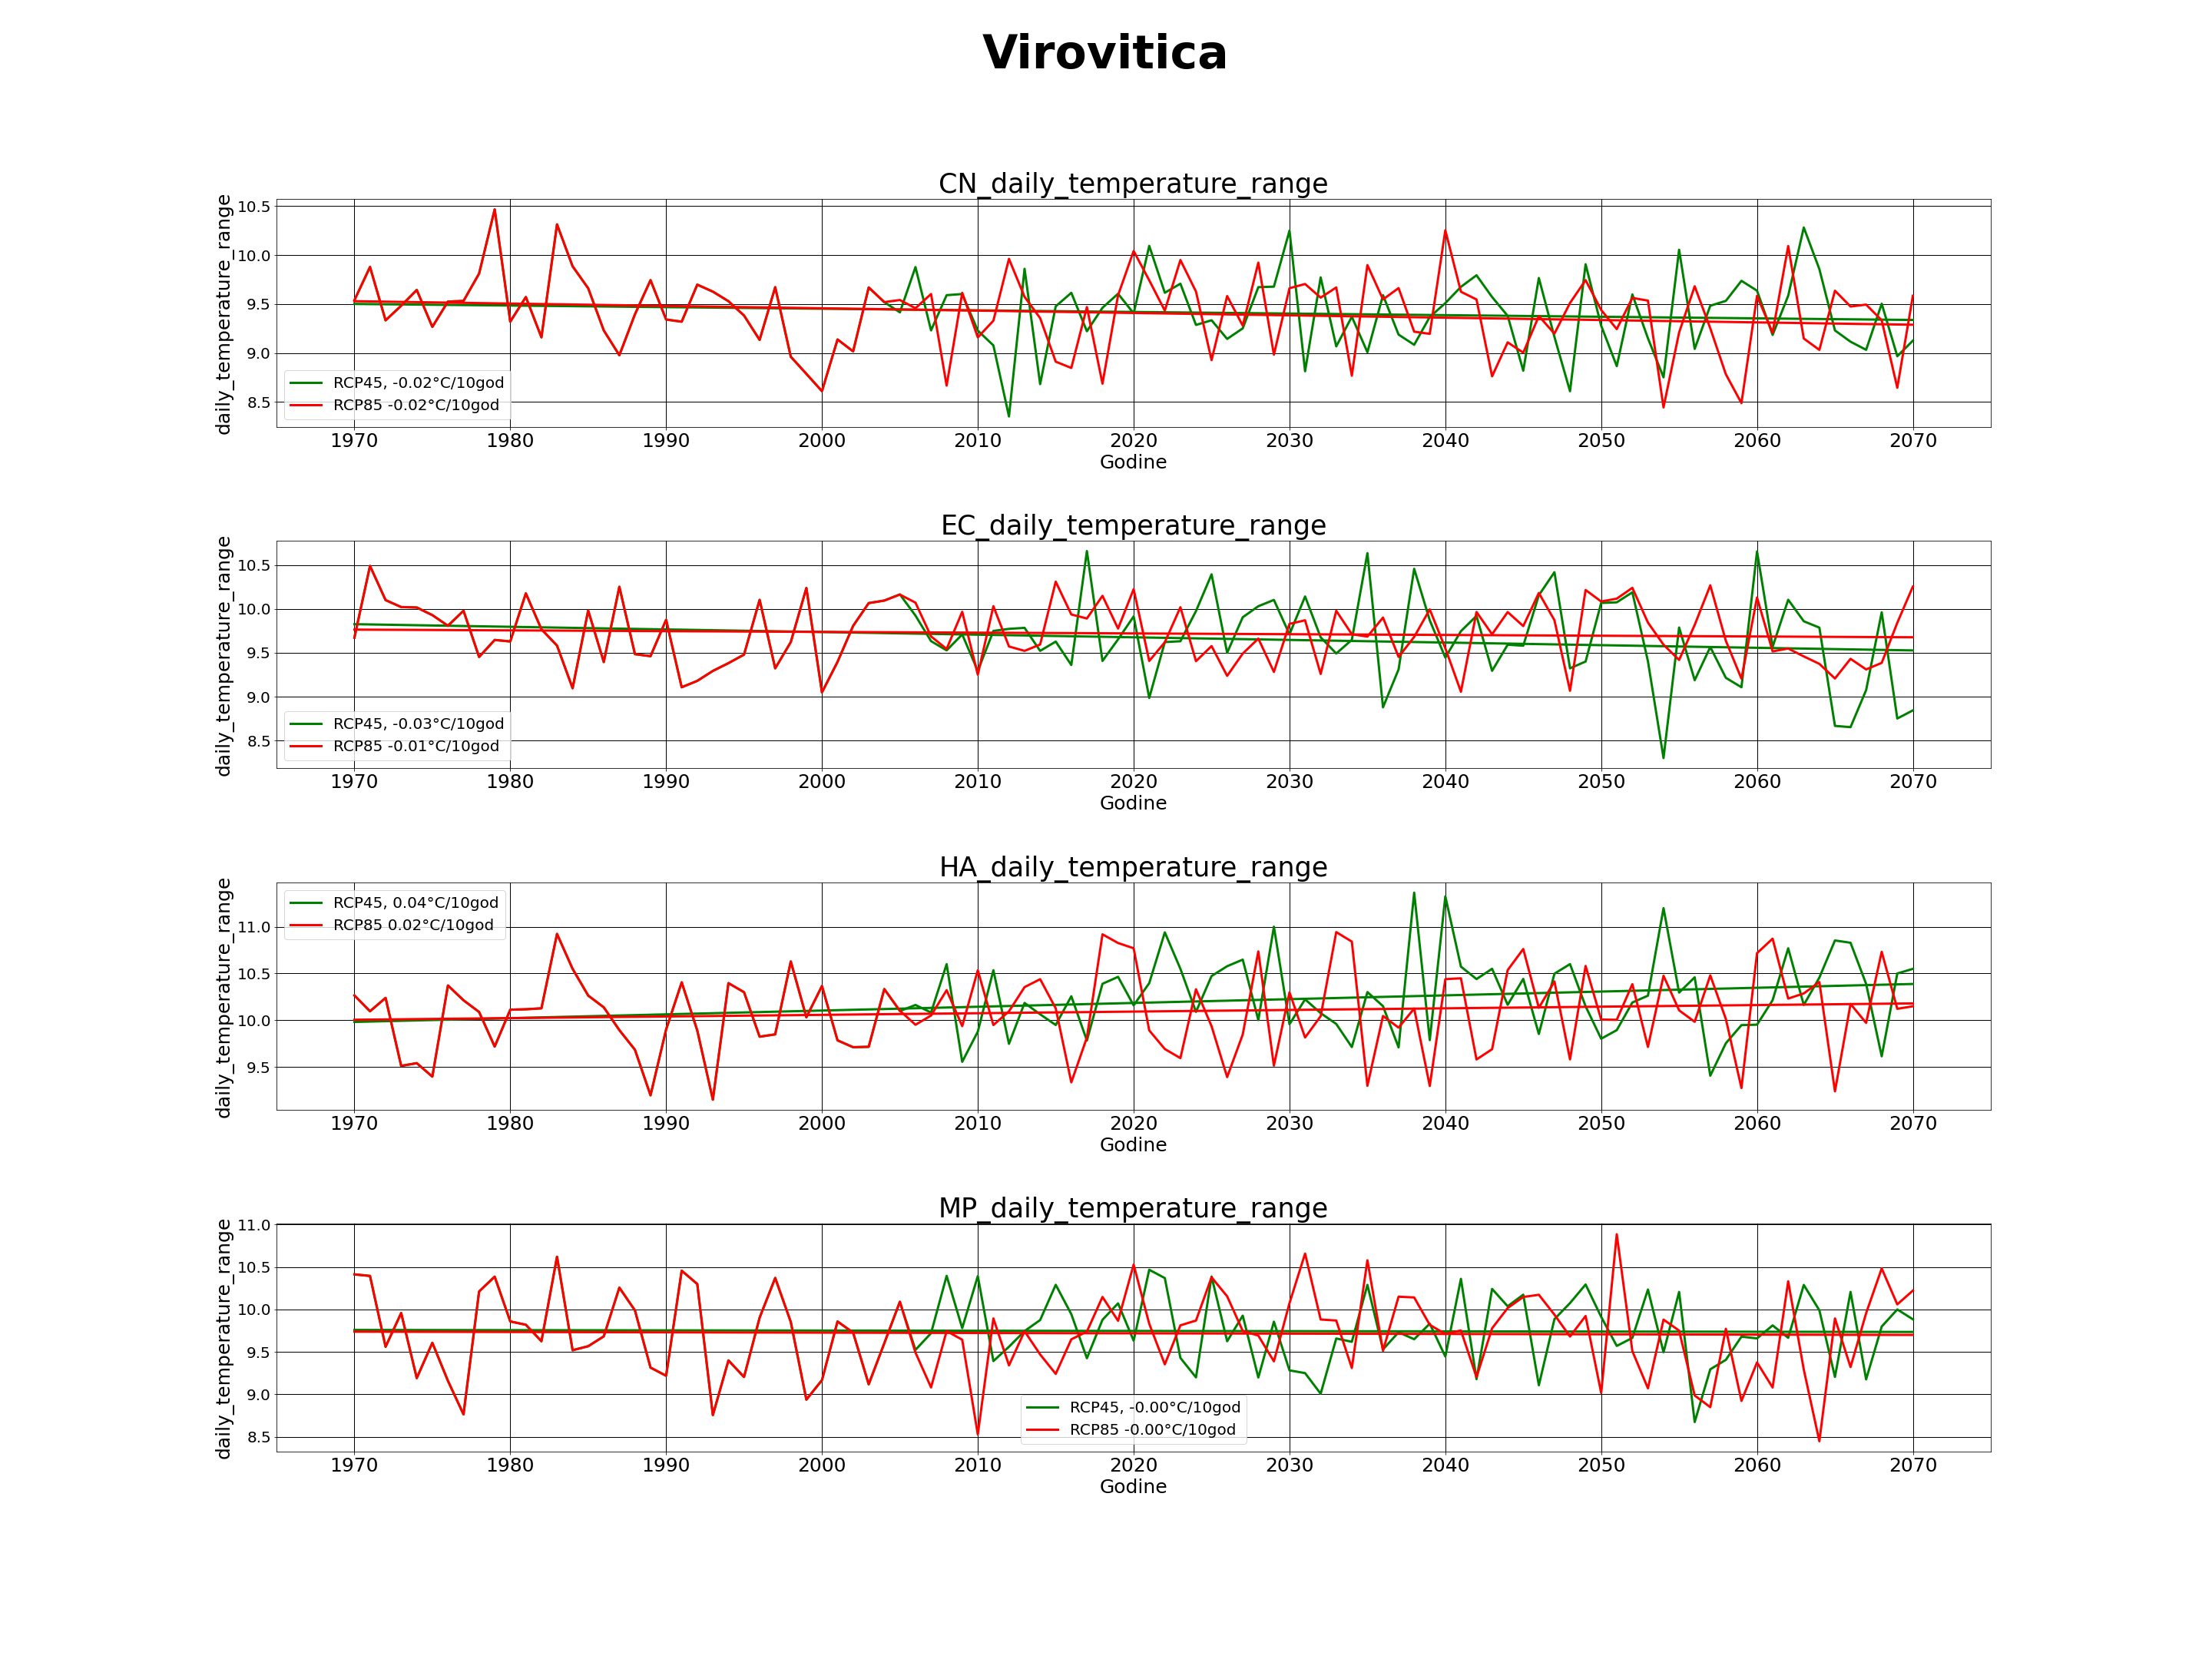 Virovitica
CN_daily_temperature_range
daily_temperature_range
10.5
10.0
9.5
9.0
8.5
RCP45, -0.02°C/10god
RCP85 -0.02°C/10god
1970 1980 1990 2000 2010 2020 2030 2040 2050 2060 2070
Godine
EC_daily_temperature_range
daily_temperature_range
10.5
10.0
9.5
9.0
8.5
RCP45, -0.03°C/10god
RCP85 -0.01°C/10god
1970 1980 1990 2000 2010 2020 2030 2040 2050 2060 2070
Godine
HA_daily_temperature_range
daily_temperature_range
11.0
10.5
10.0
9.5
RCP45, 0.04°C/10god
RCP85 0.02°C/10god
1970 1980 1990 2000 2010 2020 2030 2040 2050 2060 2070
Godine
MP_daily_temperature_range
daily_temperature_range
11.0
10.5
10.0
9.5
9.0
8.5
RCP45, -0.00°C/10god
RCP85 -0.00°C/10god
1970 1980 1990 2000 2010 2020 2030 2040 2050 2060 2070
Godine